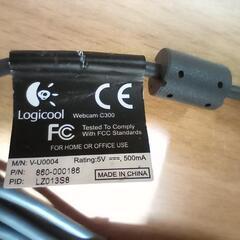 Logicool
Webcam C300
CE
FC
Tested To Comply
With FCC Standards
FOR HOME OR OFFICE USE
M/N: V-U0004 Rating:5V ⎓, 500mA
P/N: 860-000186
PID: LZ013S8 MADE IN CHINA